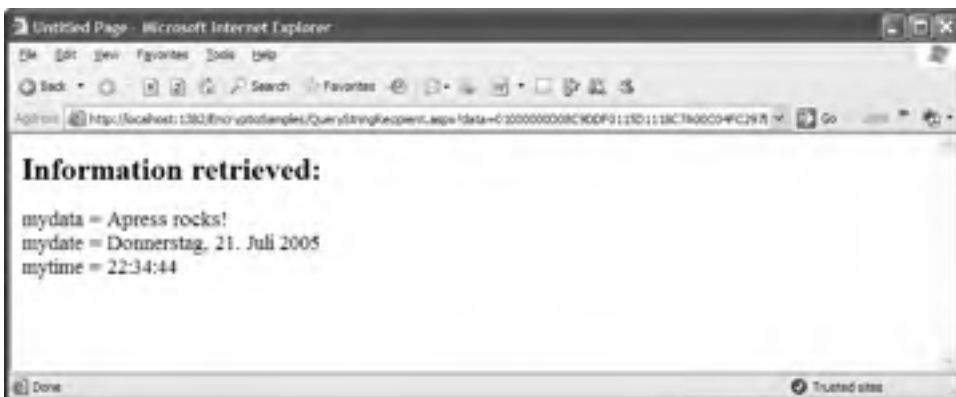 Untitled Page - Microsoft Internet Explorer
File Edit View Favorites Tools Help
Back Search Favorites
Address Go
Information retrieved:
mydata = Apress rocks!
mydate = Donnerstag, 21. Juli 2005
mytime = 22:34:44
Done Trusted sites